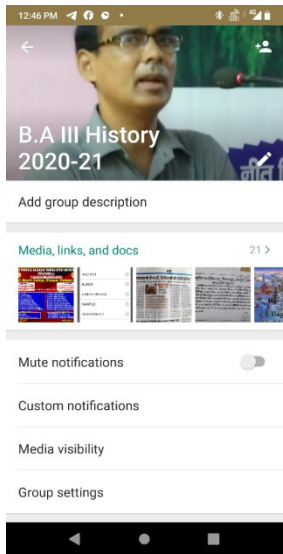 12:46 PM
4G
B.A III History
2020-21
Add group description
Media, links, and docs
21 >
Mute notifications
Custom notifications
Media visibility
Group settings